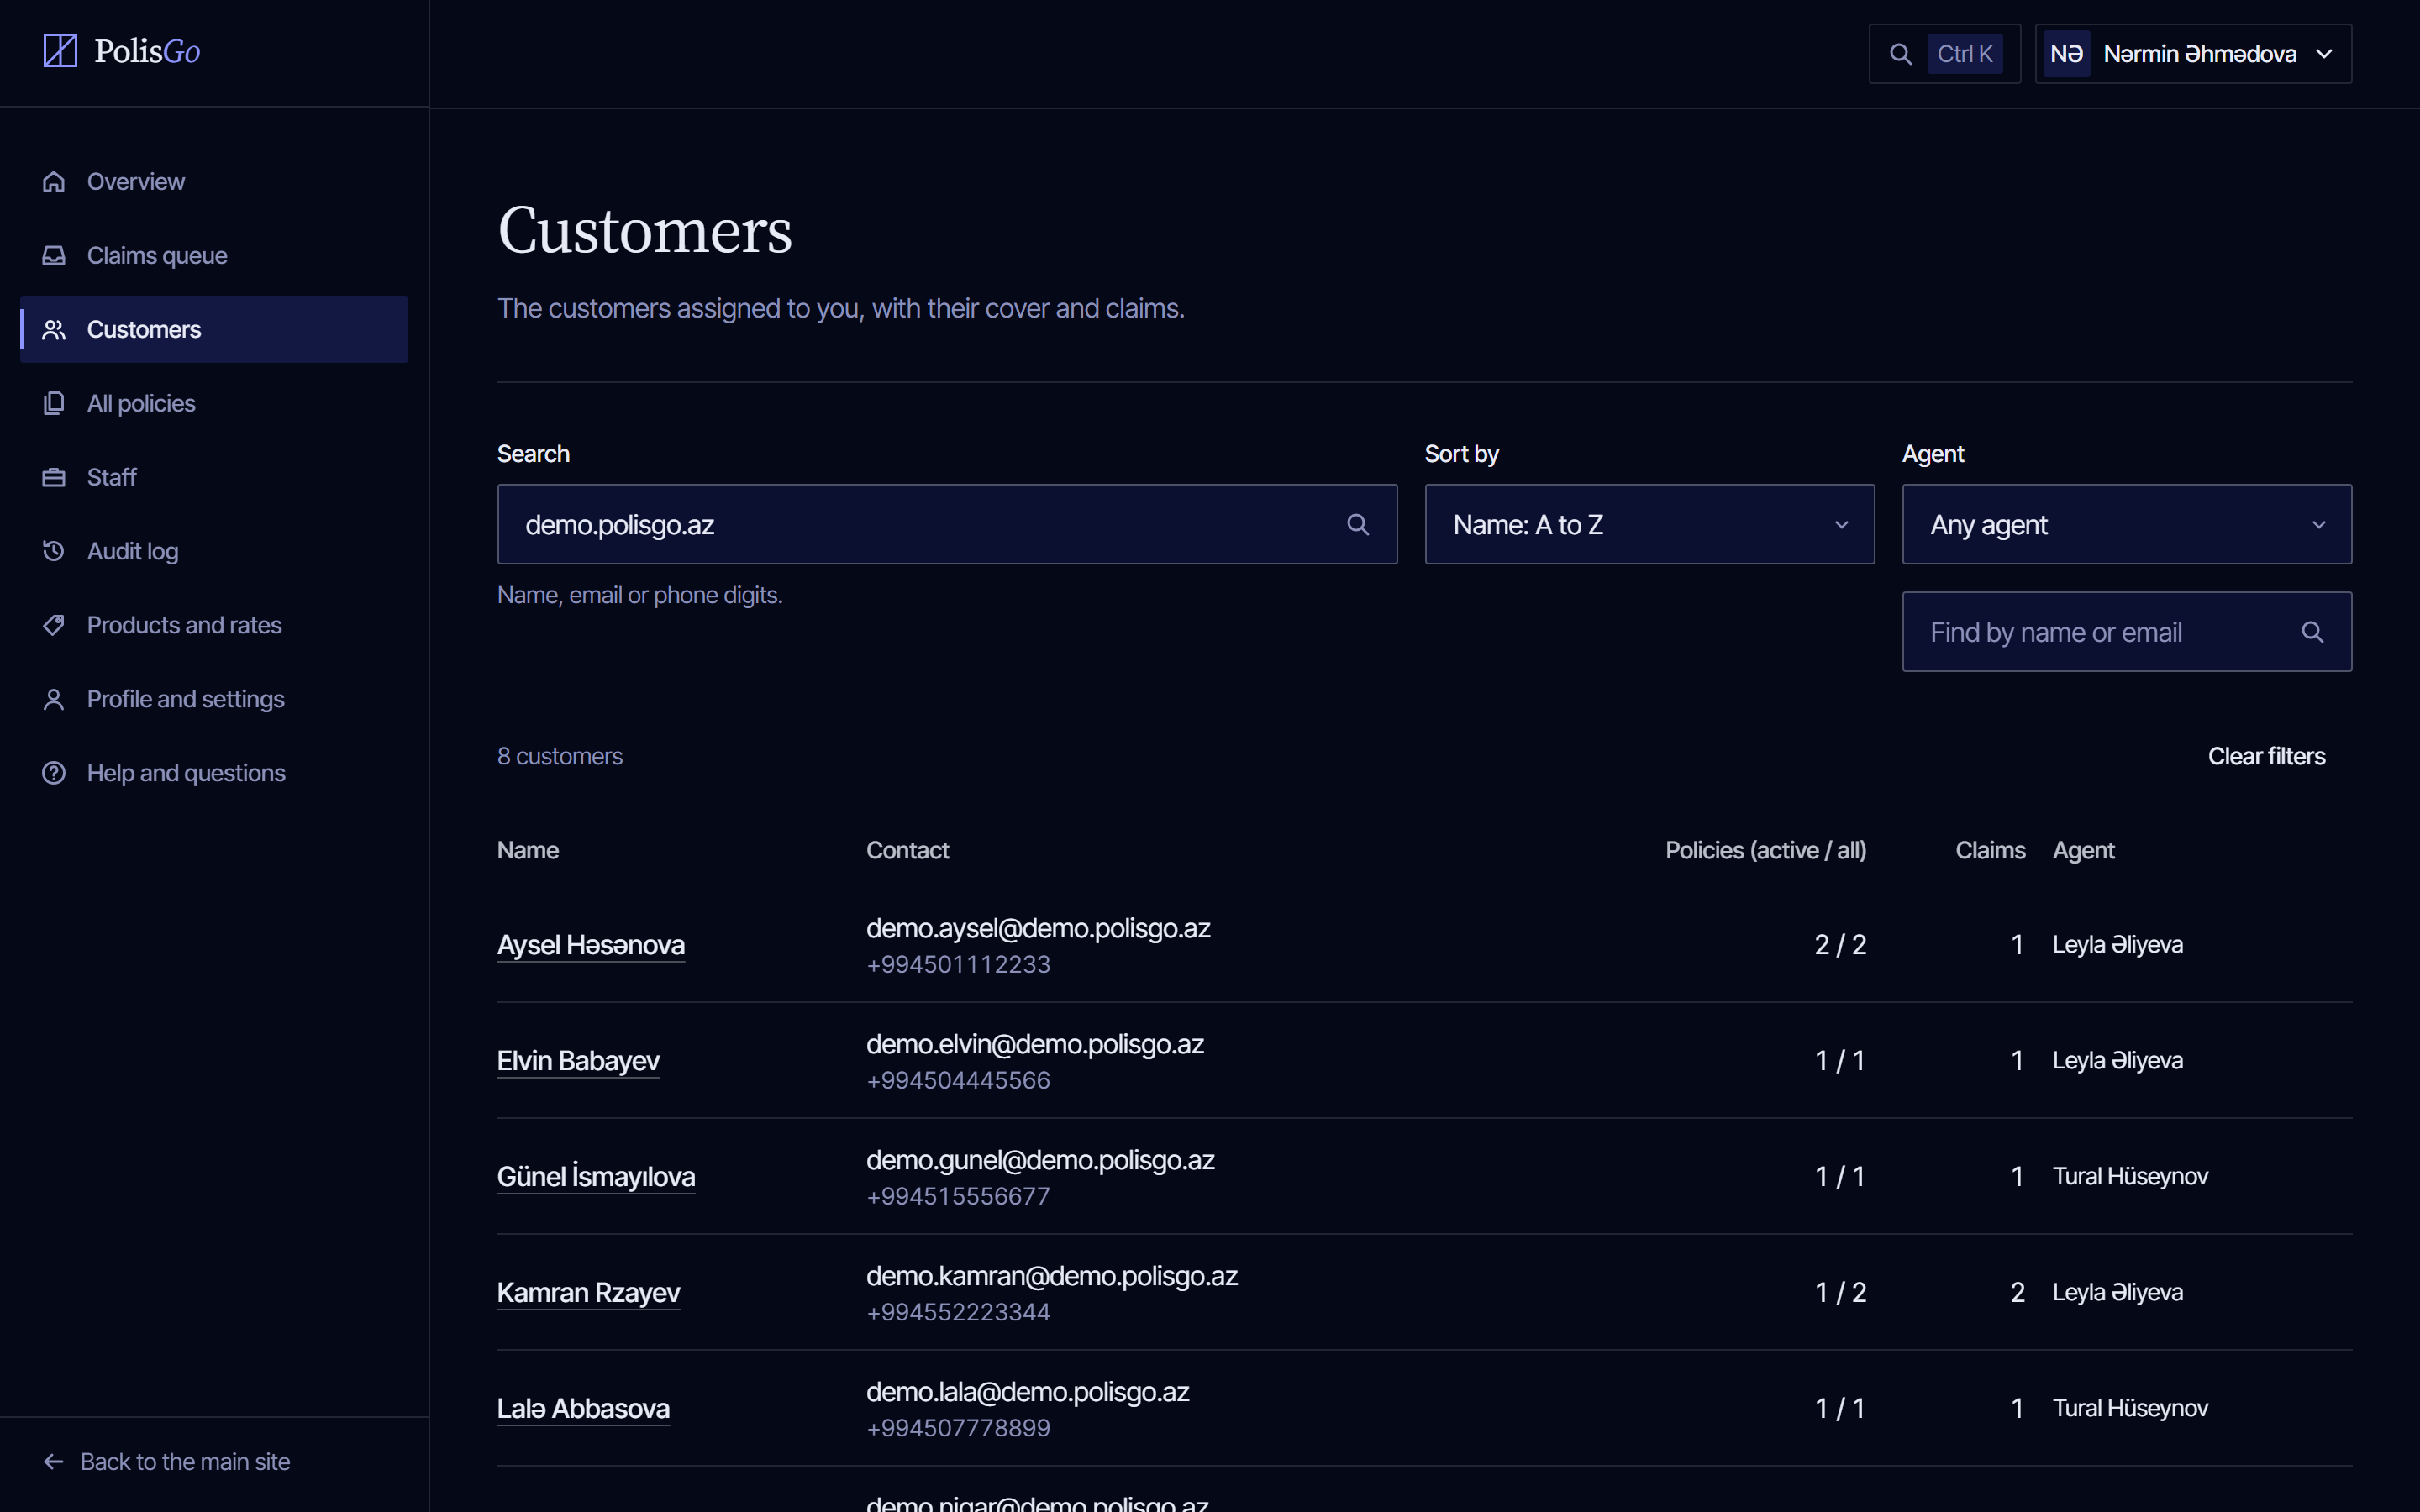 PolisGo
Ctrl K
NƏ Nərmin Əhmədova
Overview
Claims queue
Customers
All policies
Staff
Audit log
Products and rates
Profile and settings
Help and questions
Back to the main site
Customers
The customers assigned to you, with their cover and claims.
Search
demo.polisgo.az
Name, email or phone digits.
Sort by
Name: A to Z
Agent
Any agent
Find by name or email
8 customers
Clear filters
Name Contact Policies (active / all) Claims Agent
Aysel Həsənova demo.aysel@demo.polisgo.az 2 / 2 1 Leyla Əliyeva
+994501112233
Elvin Babayev demo.elvin@demo.polisgo.az 1 / 1 1 Leyla Əliyeva
+994504445566
Günel İsmayılova demo.gunel@demo.polisgo.az 1 / 1 1 Tural Hüseynov
+994515556677
Kamran Rzayev demo.kamran@demo.polisgo.az 1 / 2 2 Leyla Əliyeva
+994552223344
Lalə Abbasova demo.lala@demo.polisgo.az 1 / 1 1 Tural Hüseynov
+994507778899
demo.nigar@demo.polisgo.az